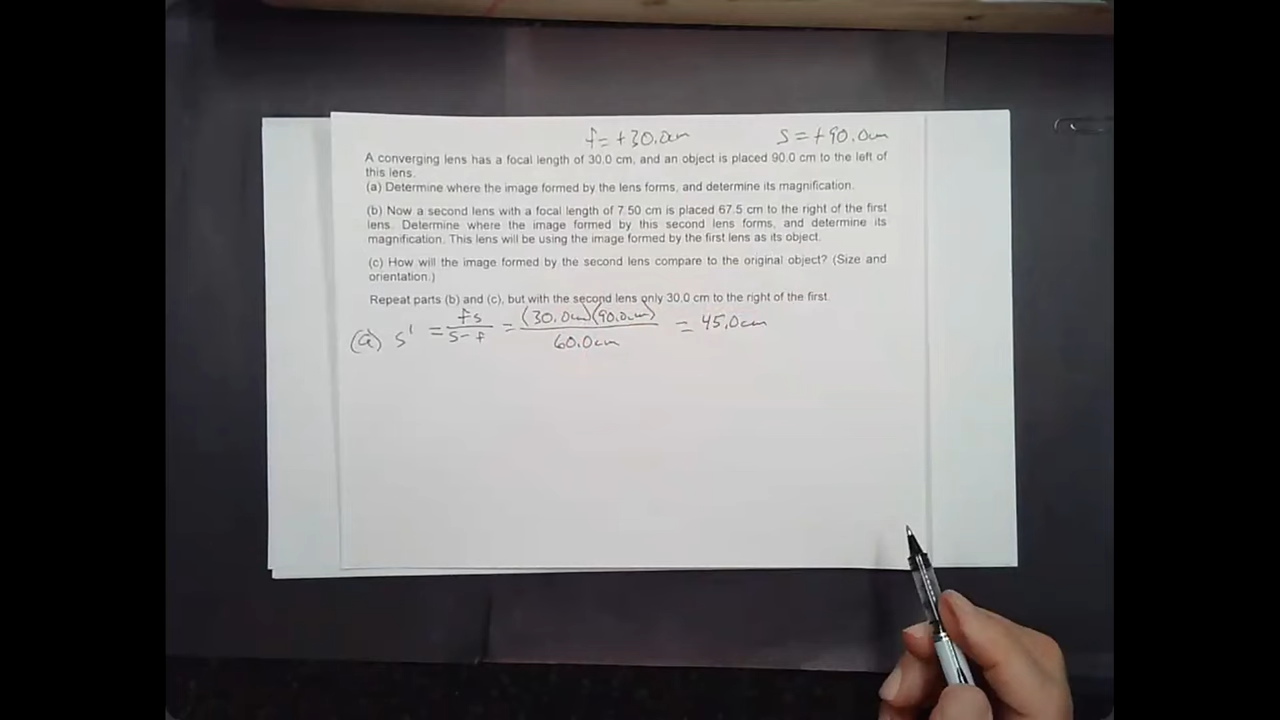 f = +30.0cm s = +90.0cm
A converging lens has a focal length of 30.0 cm, and an object is placed 90.0 cm to the left of
this lens.
(a) Determine where the image formed by the lens forms, and determine its magnification.
(b) Now a second lens with a focal length of 7.50 cm is placed 67.5 cm to the right of the first
lens. Determine where the image formed by this second lens forms, and determine its
magnification. This lens will be using the image formed by the first lens as its object.
(c) How will the image formed by the second lens compare to the original object? (Size and
orientation.)
Repeat parts (b) and (c), but with the second lens only 30.0 cm to the right of the first.
(a) s' = fs / s-f = (30.0cm)(90.0cm) / 60.0cm = 45.0cm